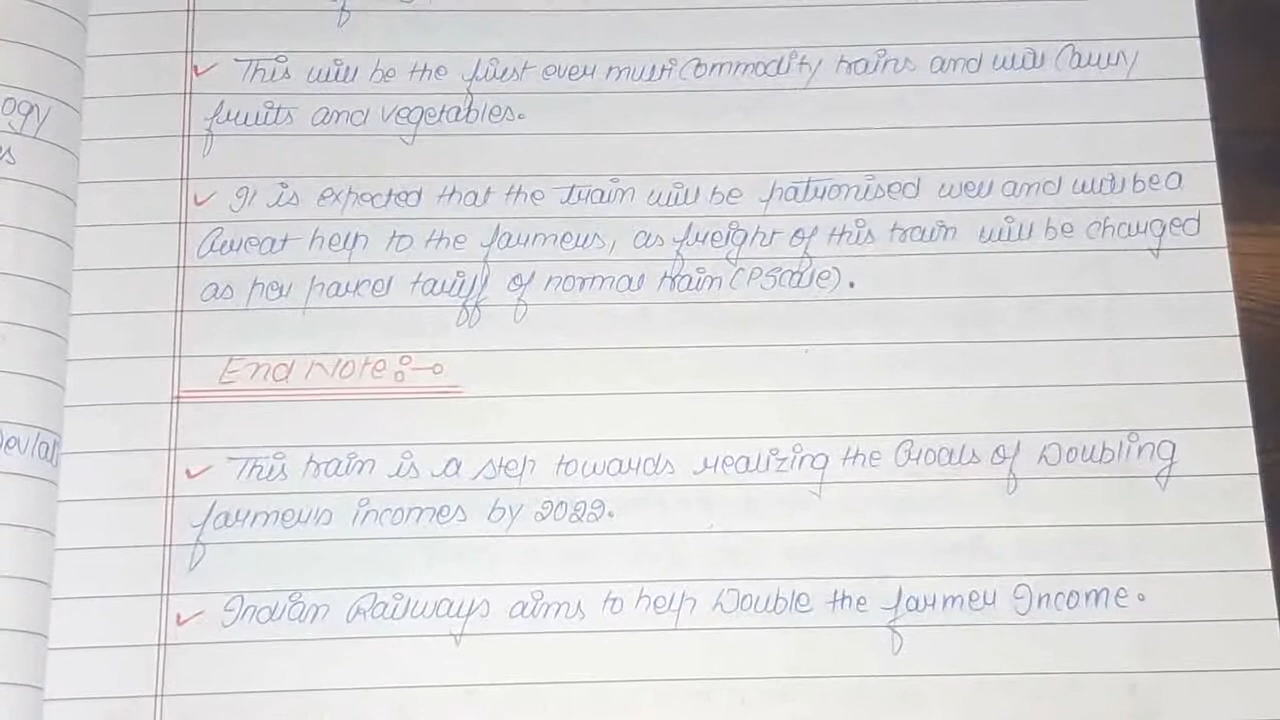 ogy
✓ This will be the first ever multi Commodity trains and will Carry
fruits and vegetables.
✓ It is expected that the train will be patronised well and will be a
Great help to the farmers, as freight of this train will be charged
as per parcel tariff of normal train (P Scale).
End Note:-
✓ This train is a step towards realizing the Goals of Doubling
farmers incomes by 2022.
✓ Indian Railways aims to help Double the farmer Income.